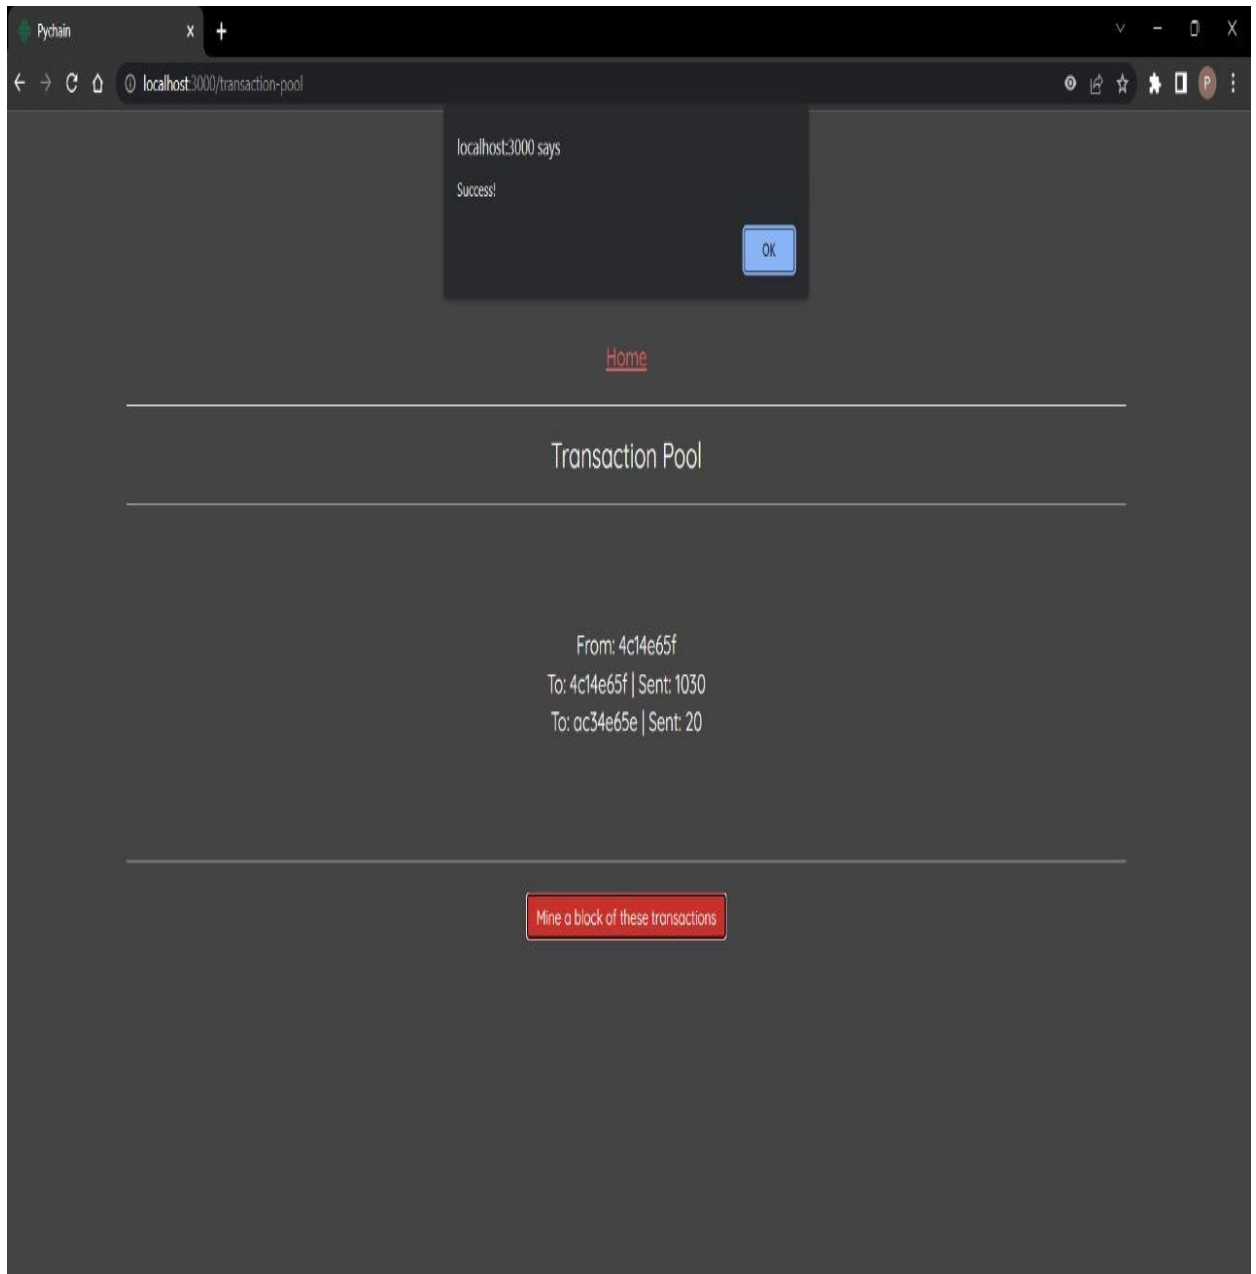 Pychain
localhost:3000/transaction-pool
P
localhost:3000 says
Success!
OK
Home
Transaction Pool
From: 4c14e65f
To: 4c14e65f | Sent: 1030
To: ac34e65e | Sent: 20
Mine a block of these transactions